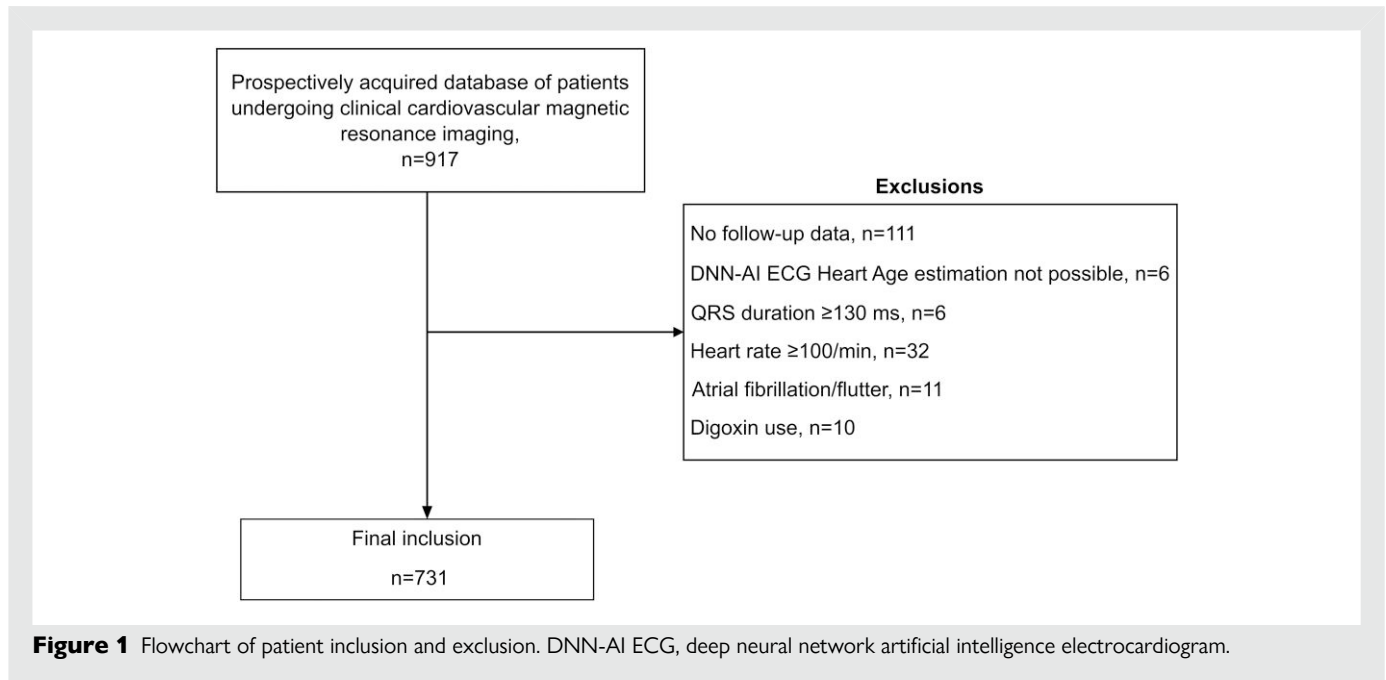 Prospectively acquired database of patients
undergoing clinical cardiovascular magnetic
resonance imaging,
n=917
Exclusions
No follow-up data, n=111
DNN-AI ECG Heart Age estimation not possible, n=6
QRS duration ≥130 ms, n=6
Heart rate ≥100/min, n=32
Atrial fibrillation/flutter, n=11
Digoxin use, n=10
Final inclusion
n=731
Figure 1 Flowchart of patient inclusion and exclusion. DNN-AI ECG, deep neural network artificial intelligence electrocardiogram.